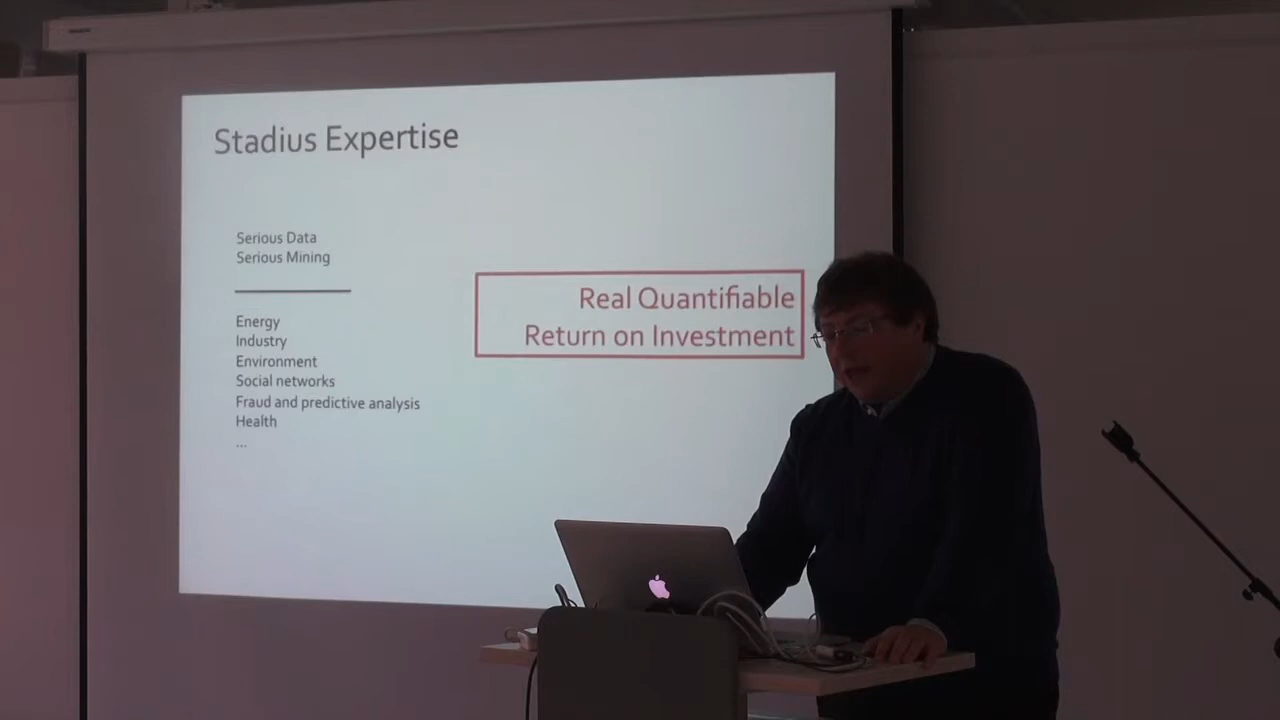 Stadius Expertise
Serious Data
Serious Mining
Energy
Industry
Environment
Social networks
Fraud and predictive analysis
Health
...
Real Quantifiable
Return on Investment